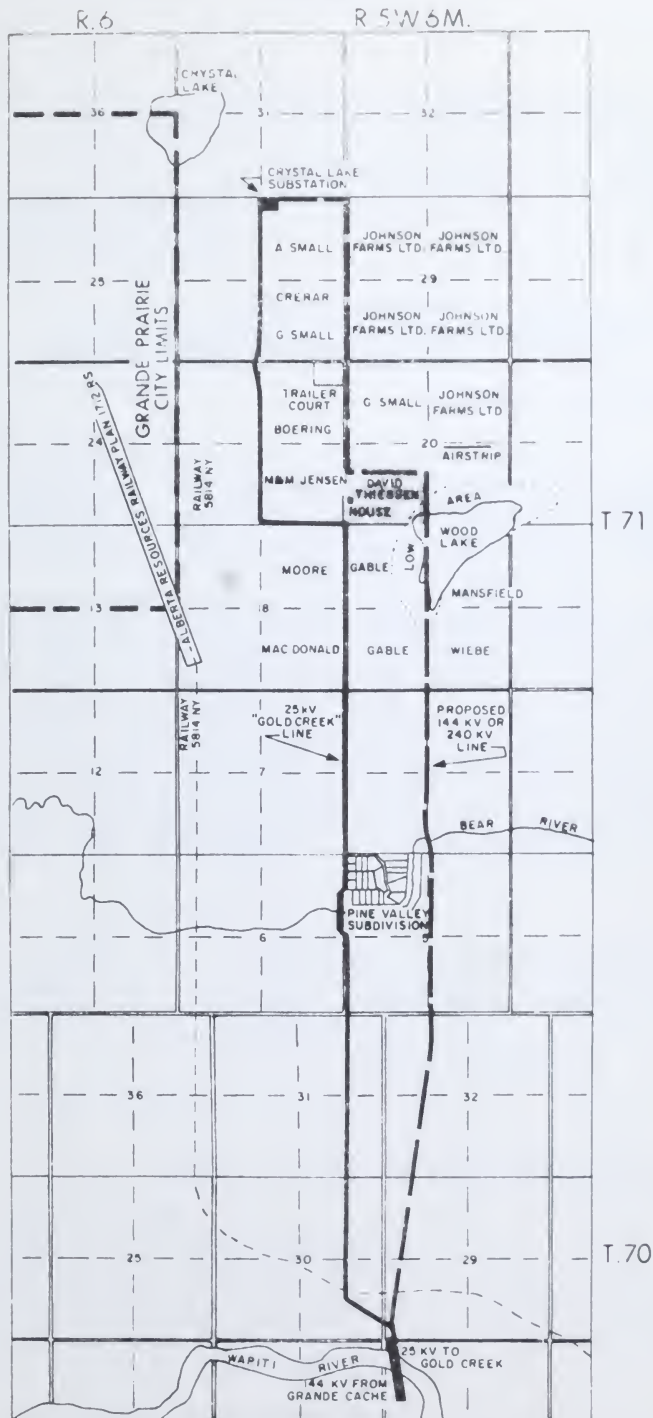 R.6
R 5W6M.
CRYSTAL
LAKE
36
31
32
CRYSTAL LAKE
SUBSTATION
A SMALL
JOHNSON
FARMS LTD.
JOHNSON
FARMS LTD.
25
29
CRERAR
GRANDE PRAIRIE
CITY LIMITS
G SMALL
JOHNSON
FARMS LTD.
JOHNSON
FARMS LTD.
ALBERTA RESOURCES RAILWAY PLAN 1712 RS
TRAILER
COURT
G SMALL
JOHNSON
FARMS LTD
24
BOERING
20
AIRSTRIP
RAILWAY
5814 NY
M&M JENSEN
DAVID
THIESSEN
HOUSE
LOW
AREA
WOOD
LAKE
T 71
MOORE
GABLE
MANSFIELD
13
18
MAC DONALD
GABLE
WIEBE
RAILWAY
5814 NY
25 KV
"GOLD CREEK"
LINE
PROPOSED
144 KV OR
240 KV
LINE
12
7
BEAR RIVER
PINE VALLEY
SUBDIVISION
6
5
36
31
32
25
30
29
T.70
WAPITI RIVER
25 KV TO
GOLD CREEK
144 KV FROM
GRANDE CACHE